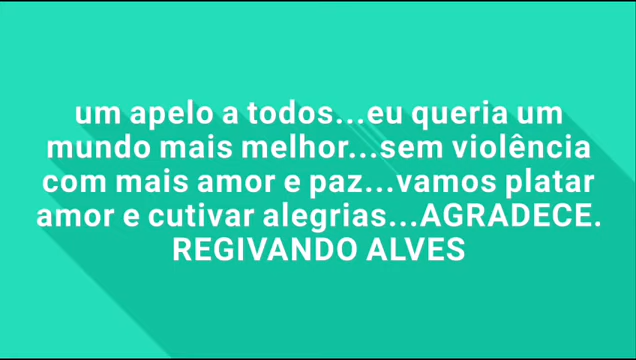 um apelo a todos...eu queria um
mundo mais melhor...sem violência
com mais amor e paz...vamos platar
amor e cutivar alegrias...AGRADECE.
REGIVANDO ALVES